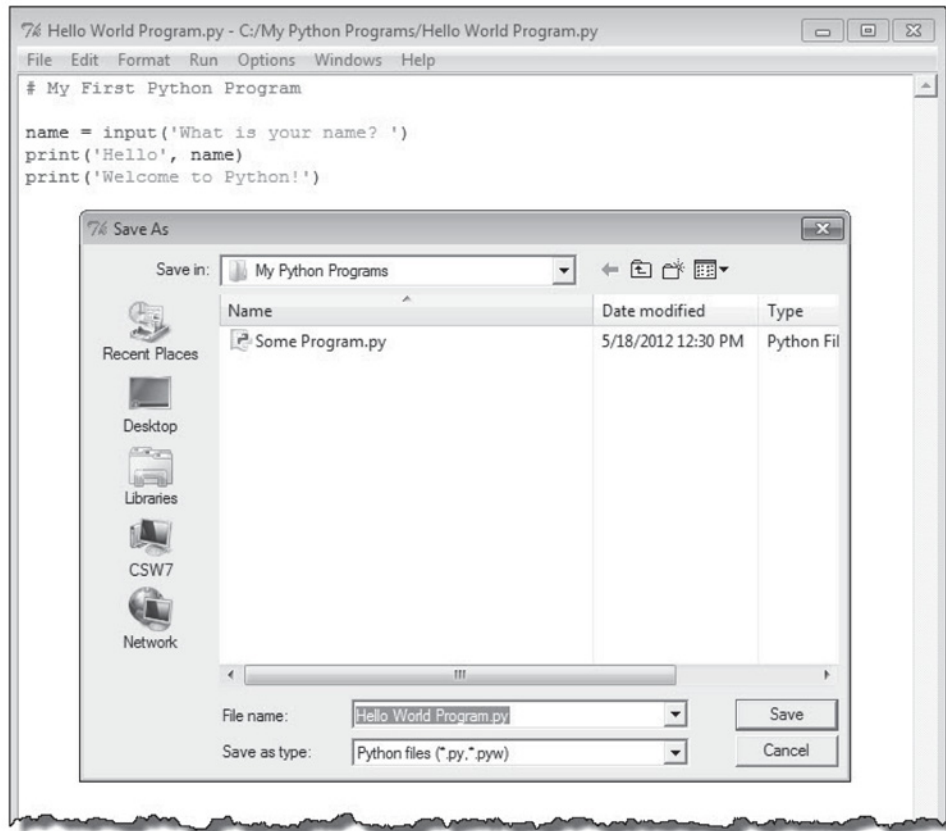 Hello World Program.py - C:/My Python Programs/Hello World Program.py
File Edit Format Run Options Windows Help
# My First Python Program
name = input('What is your name? ')
print('Hello', name)
print('Welcome to Python!')
Save As
Save in: My Python Programs
Name Date modified Type
Some Program.py 5/18/2012 12:30 PM Python Fil
Recent Places
Desktop
Libraries
CSW7
Network
File name: Hello World Program.py Save
Save as type: Python files (*.py,*.pyw) Cancel